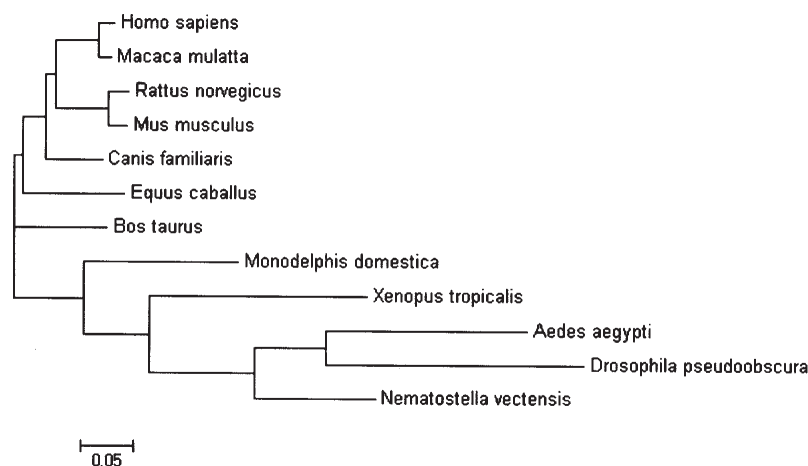 Homo sapiens
Macaca mulatta
Rattus norvegicus
Mus musculus
Canis familiaris
Equus caballus
Bos taurus
Monodelphis domestica
Xenopus tropicalis
Aedes aegypti
Drosophila pseudoobscura
Nematostella vectensis
0.05